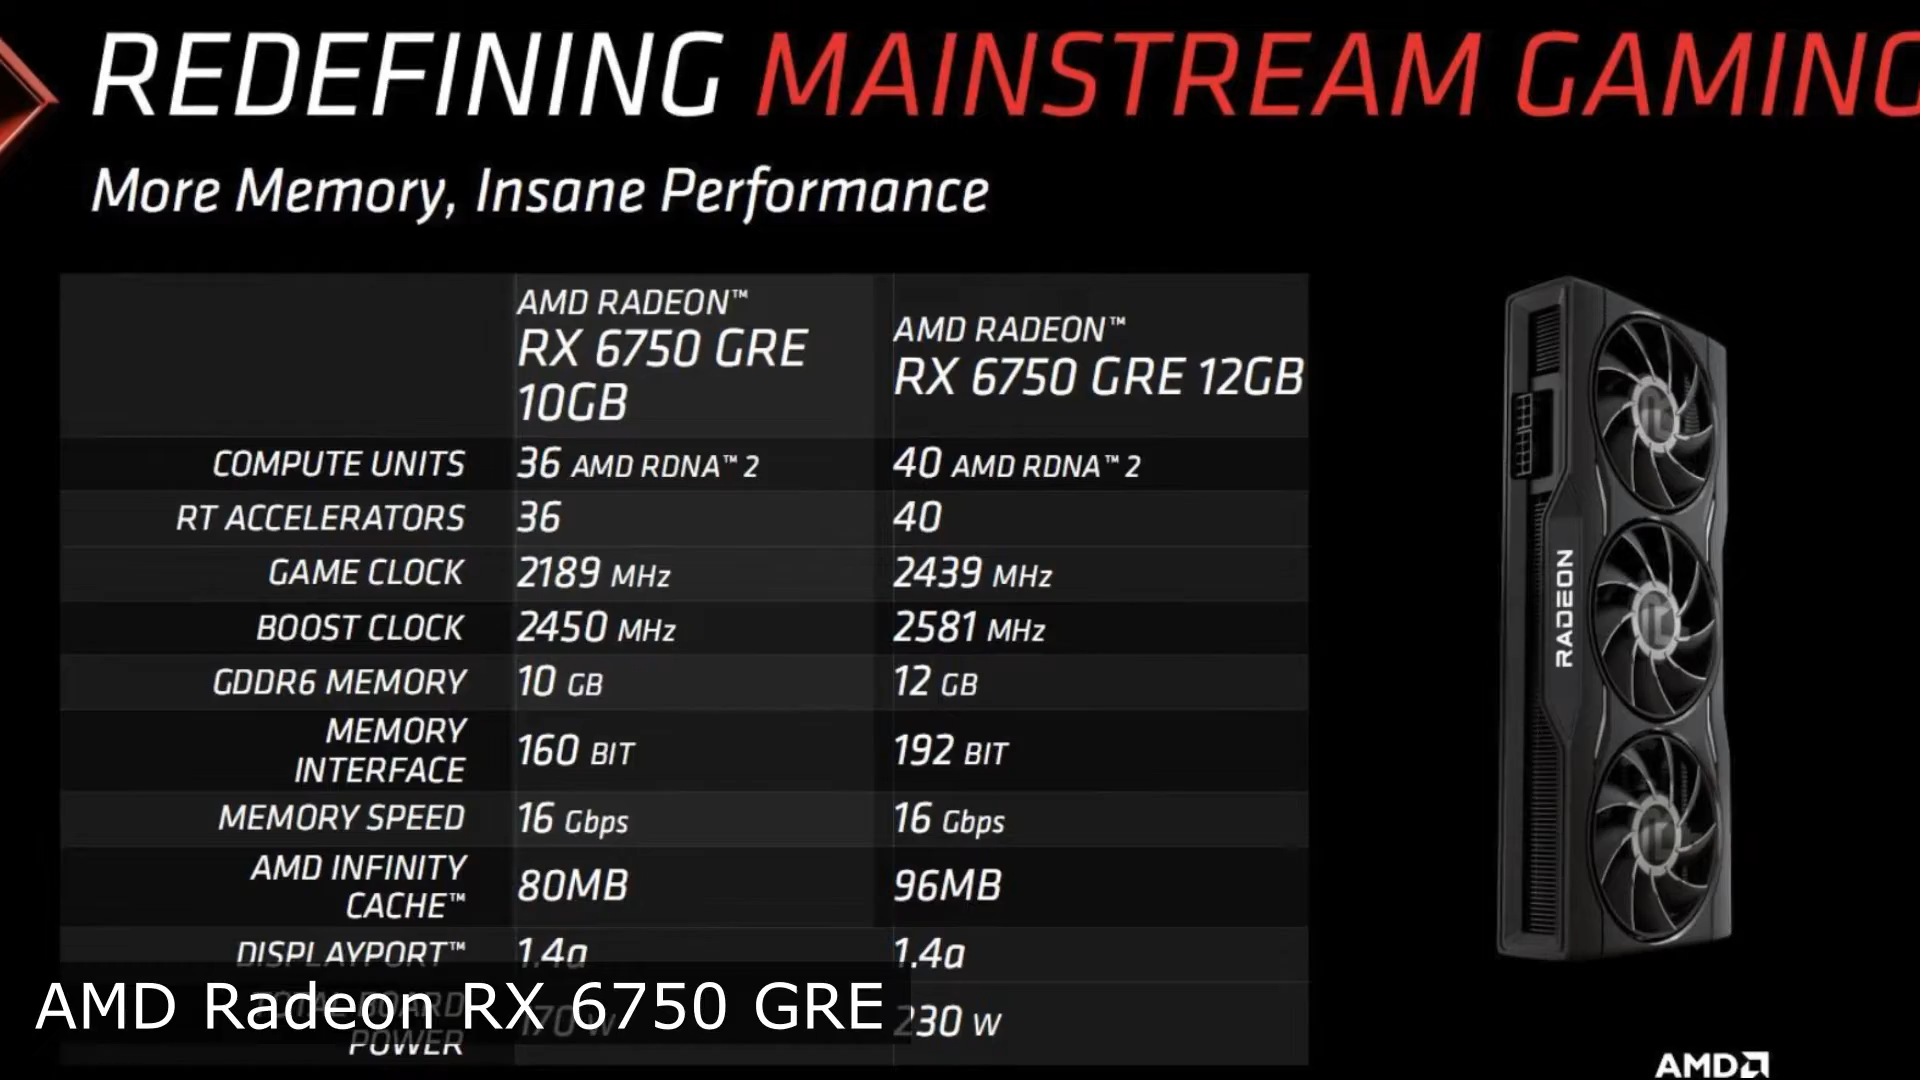 REDEFINING MAINSTREAM GAMING
More Memory, Insane Performance
AMD RADEON™
RX 6750 GRE
10GB
AMD RADEON™
RX 6750 GRE 12GB
COMPUTE UNITS 36 AMD RDNA™ 2 40 AMD RDNA™ 2
RT ACCELERATORS 36 40
GAME CLOCK 2189 MHz 2439 MHz
BOOST CLOCK 2450 MHz 2581 MHz
GDDR6 MEMORY 10 GB 12 GB
MEMORY
INTERFACE 160 BIT 192 BIT
MEMORY SPEED 16 Gbps 16 Gbps
AMD INFINITY
CACHE™ 80MB 96MB
DISPLAYPORT™ 1.4a 1.4a
TOTAL BOARD
POWER 170 W 230 W
AMD Radeon RX 6750 GRE
RADEON
AMD